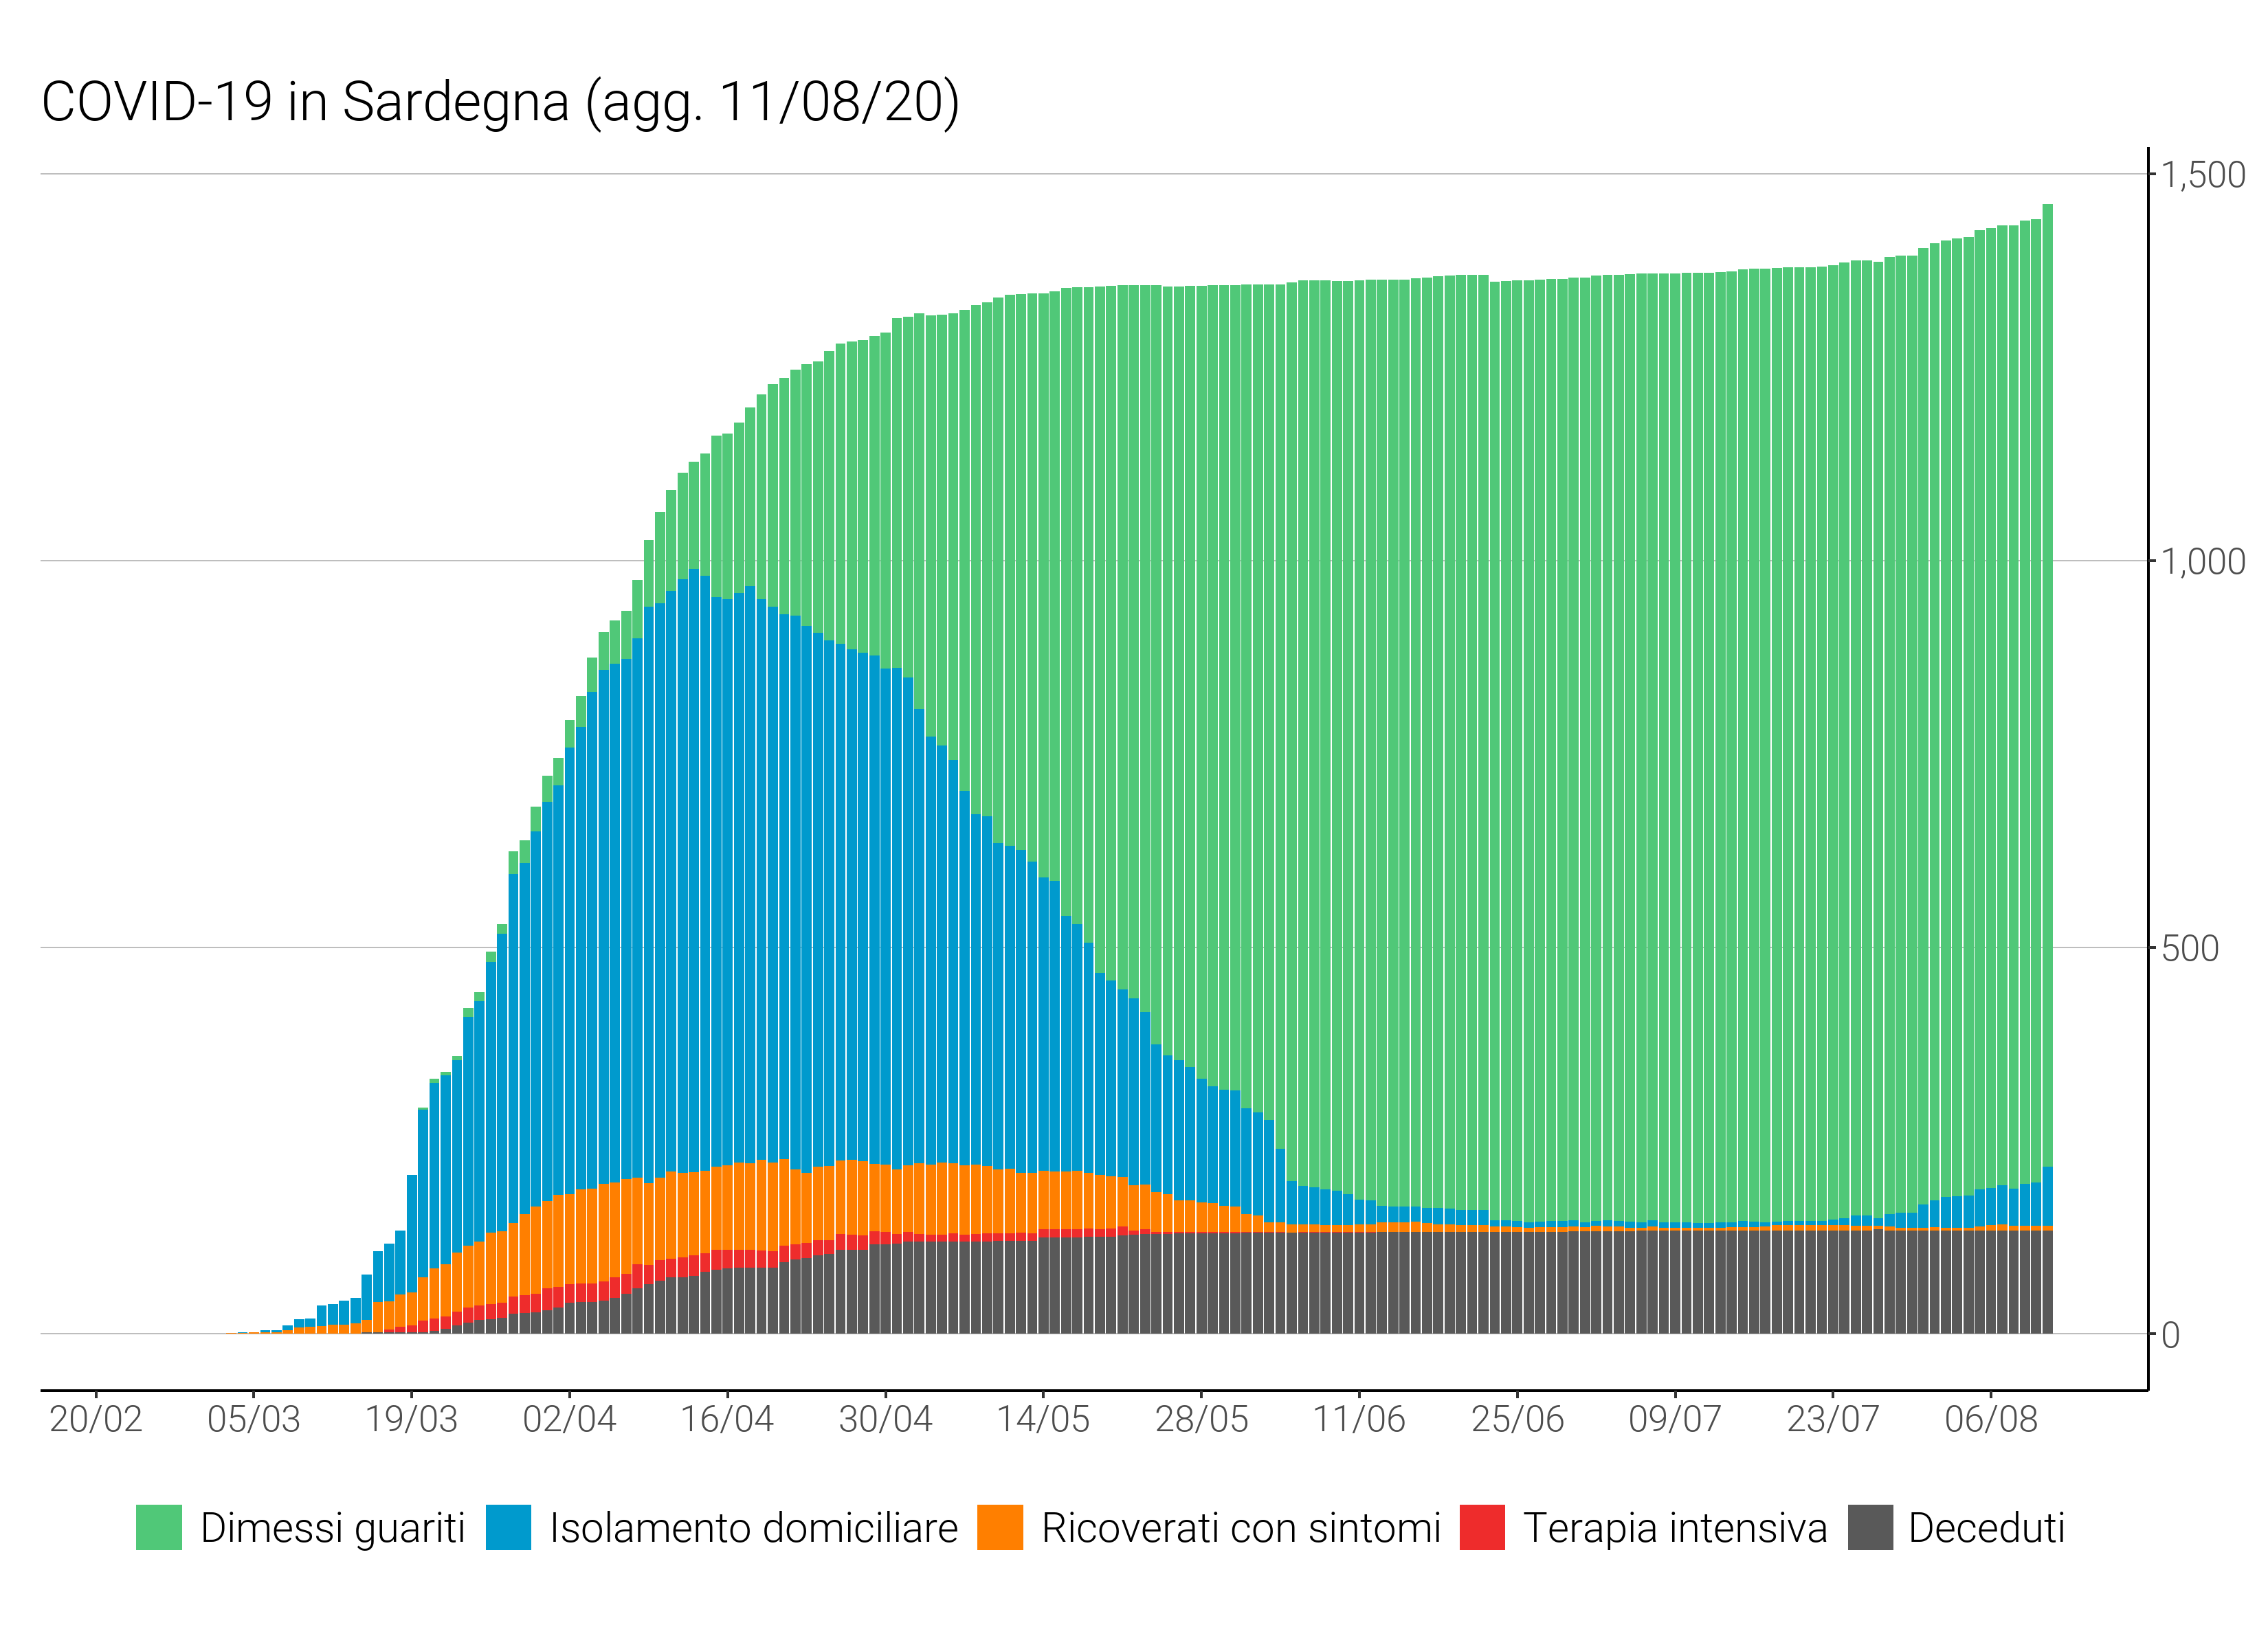 COVID-19 in Sardegna (agg. 11/08/20)
1,500
1,000
500
0
20/02 05/03 19/03 02/04 16/04 30/04 14/05 28/05 11/06 25/06 09/07 23/07 06/08
Dimessi guariti Isolamento domiciliare Ricoverati con sintomi Terapia intensiva Deceduti